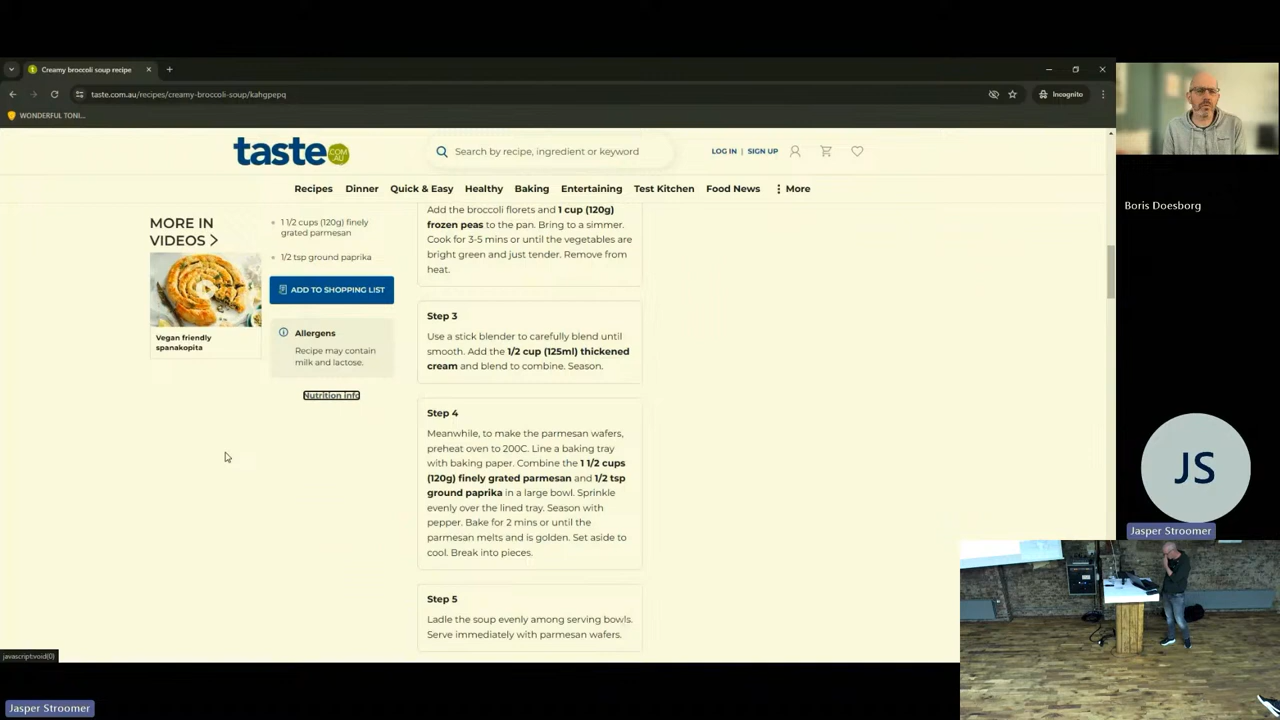 Creamy broccoli soup recipe
taste.com.au/recipes/creamy-broccoli-soup/kahgpepq
Incognito
WONDERFUL TONI...
taste.COM.AU
Search by recipe, ingredient or keyword
LOG IN | SIGN UP
Recipes Dinner Quick & Easy Healthy Baking Entertaining Test Kitchen Food News More
MORE IN
VIDEOS
Vegan friendly
spanakopita
1 1/2 cups (120g) finely
grated parmesan
1/2 tsp ground paprika
ADD TO SHOPPING LIST
Allergens
Recipe may contain
milk and lactose.
Nutrition info
Add the broccoli florets and 1 cup (120g)
frozen peas to the pan. Bring to a simmer.
Cook for 3-5 mins or until the vegetables are
bright green and just tender. Remove from
heat.
Step 3
Use a stick blender to carefully blend until
smooth. Add the 1/2 cup (125ml) thickened
cream and blend to combine. Season.
Step 4
Meanwhile, to make the parmesan wafers,
preheat oven to 200C. Line a baking tray
with baking paper. Combine the 1 1/2 cups
(120g) finely grated parmesan and 1/2 tsp
ground paprika in a large bowl. Sprinkle
evenly over the lined tray. Season with
pepper. Bake for 2 mins or until the
parmesan melts and is golden. Set aside to
cool. Break into pieces.
Step 5
Ladle the soup evenly among serving bowls.
Serve immediately with parmesan wafers.
javascript:void(0)
Boris Doesborg
JS
Jasper Stroomer
Jasper Stroomer